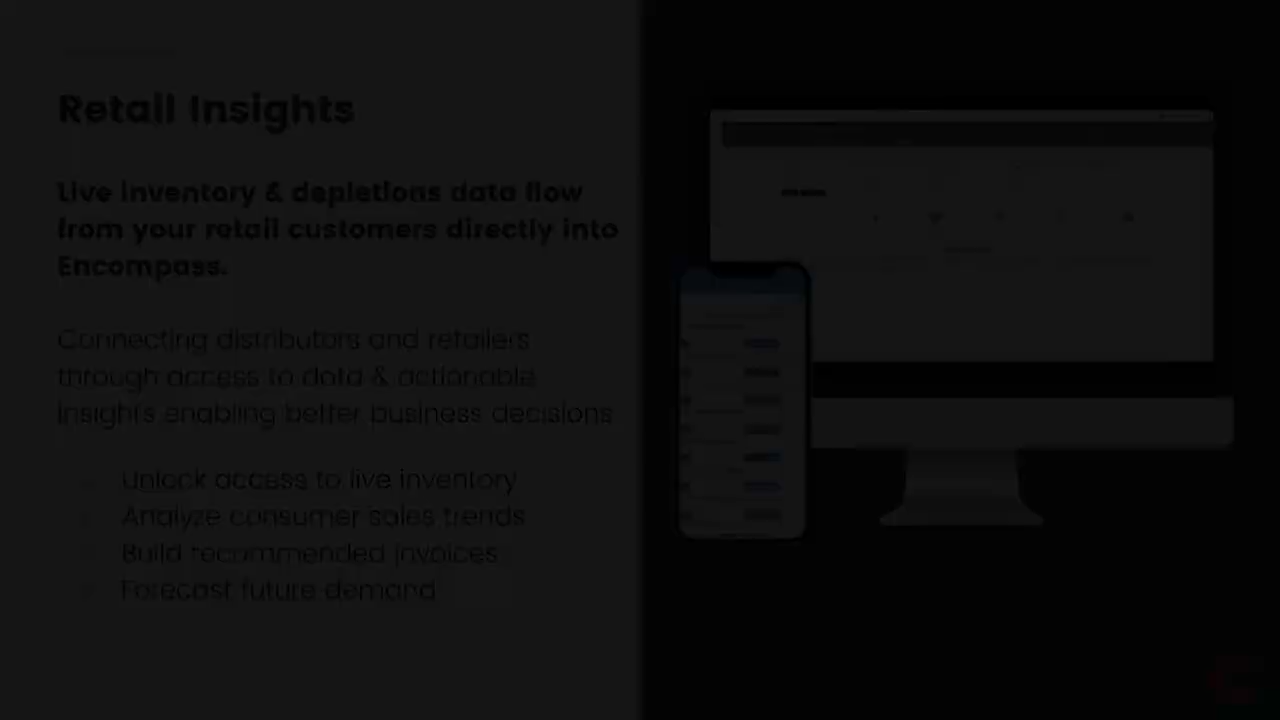 Retail Insights
Live inventory & depletions data flow
from your retail customers directly into
Encompass.
Connecting distributors and retailers
through access to data & actionable
insights enabling better business decisions
Unlock access to live inventory
Analyze consumer sales trends
Build recommended invoices
Forecast future demand